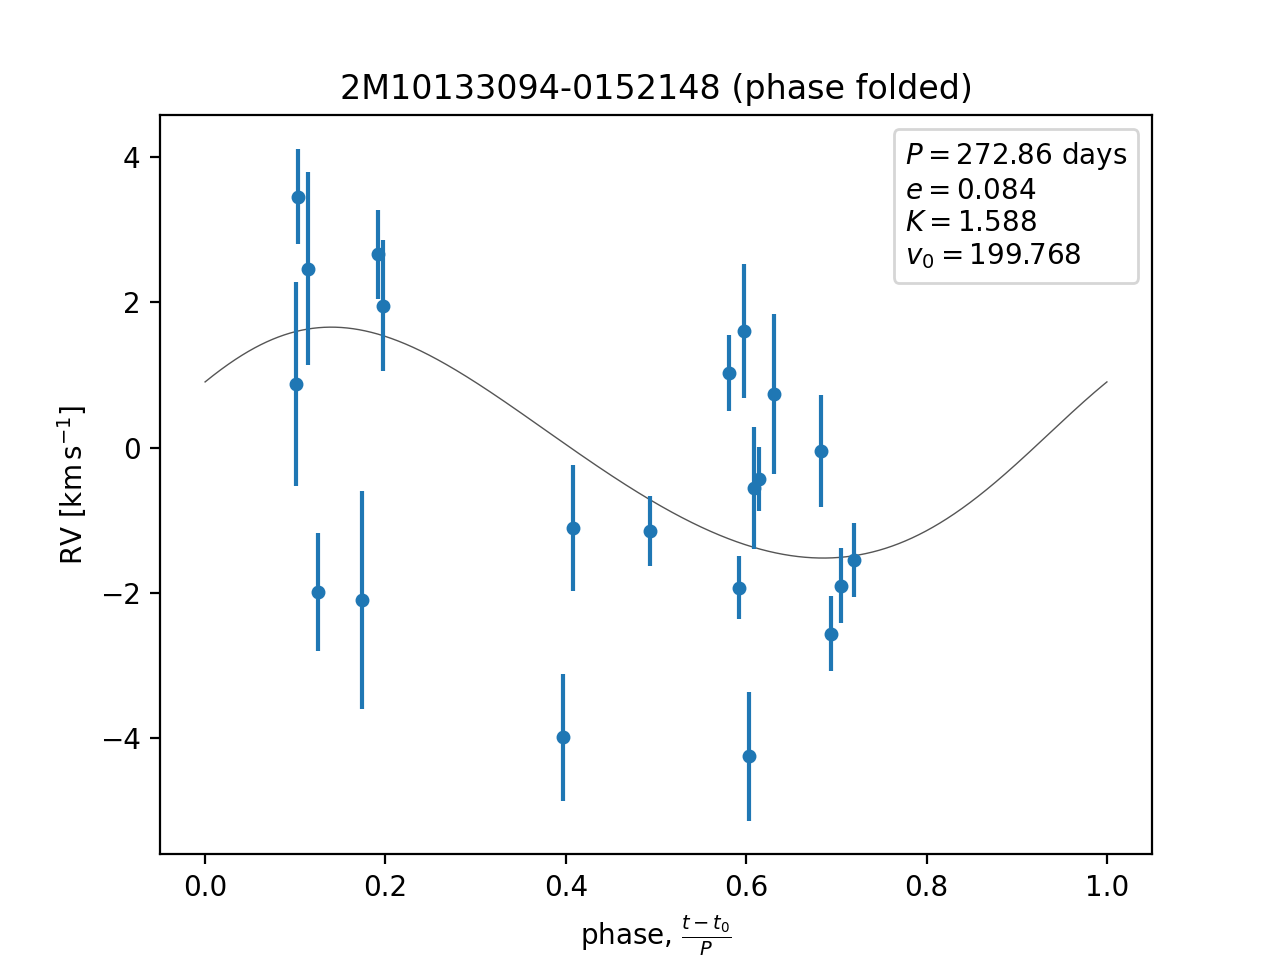 2M10133094-0152148 (phase folded)
P = 272.86 days
e = 0.084
K = 1.588
v₀ = 199.768
4
2
0
−2
−4
RV [km s⁻¹]
0.0 0.2 0.4 0.6 0.8 1.0
phase, (t − t₀)/P